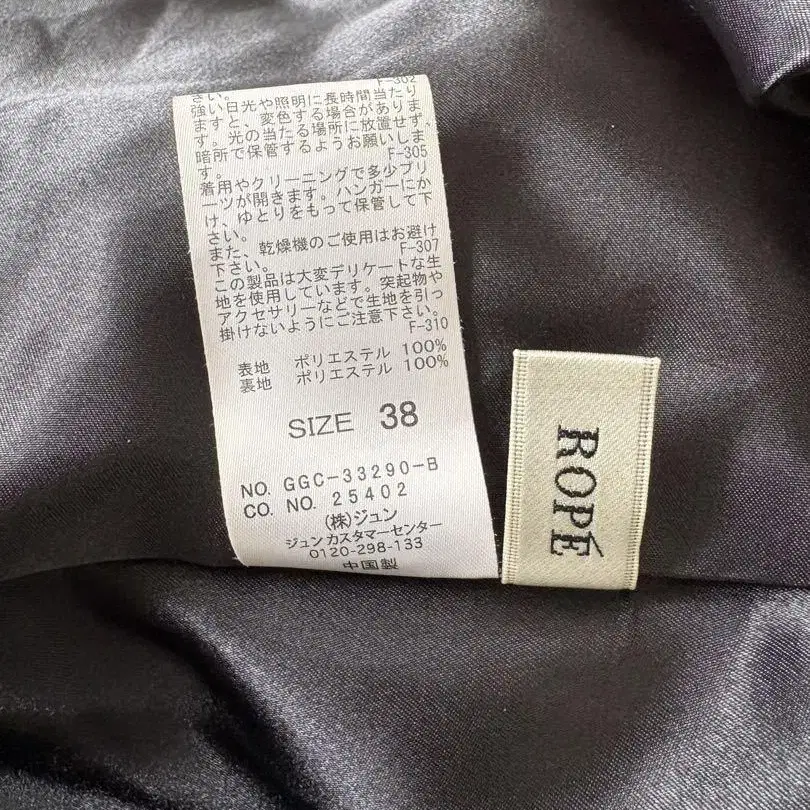 さい。 F-302
強い日光や照明に長時間当たり
ますと、変色する場合がありま
す。光の当たる場所に放置せず、
暗所で保管するようお願いしま
す。 F-305
着用やクリーニングで多少プリ
ーツが開きます。ハンガーにか
け、ゆとりをもって保管して下
さい。
また、乾燥機のご使用はお避け
下さい。 F-307
この製品は大変デリケートな生
地を使用しています。突起物や
アクセサリーなどで生地を引っ
掛けないようにご注意下さい。
F-310
表地 ポリエステル 100%
裏地 ポリエステル 100%
SIZE 38
NO. GGC-33290-B
CO. NO. 25402
(株)ジュン
ジュンカスタマーセンター
0120-298-133
中国製
ROPÉ